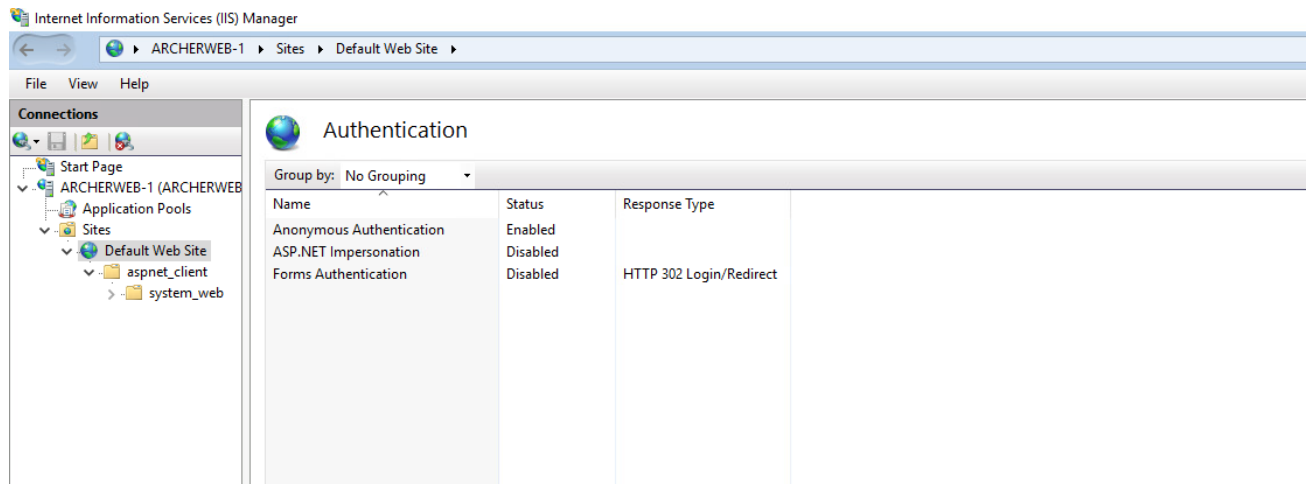 Internet Information Services (IIS) Manager
ARCHERWEB-1 Sites Default Web Site
File View Help
Connections
Start Page
ARCHERWEB-1 (ARCHERWEB
Application Pools
Sites
Default Web Site
aspnet_client
system_web
Authentication
Group by: No Grouping
Name Status Response Type
Anonymous Authentication Enabled
ASP.NET Impersonation Disabled
Forms Authentication Disabled HTTP 302 Login/Redirect